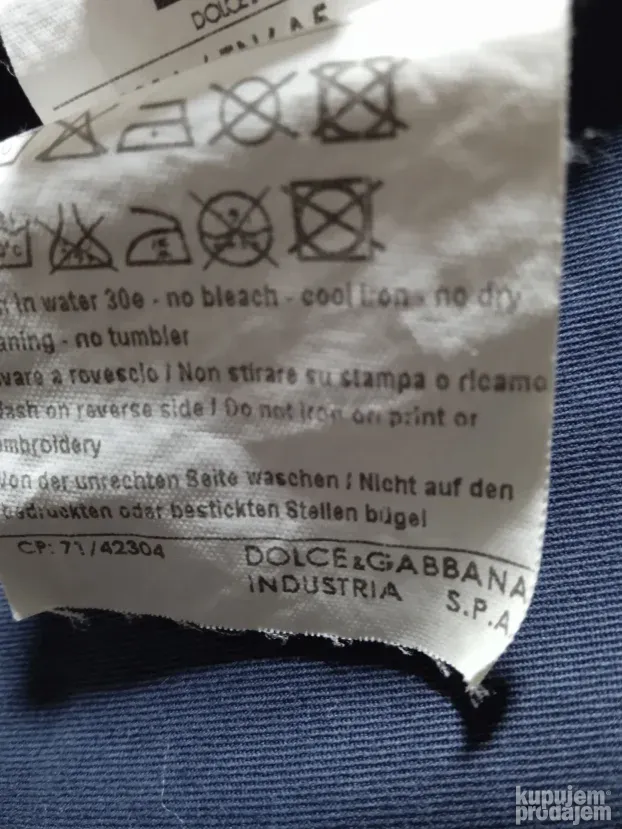 in water 30e - no bleach - cool iron - no dry
aning - no tumbler
vare a rovescio / Non stirare su stampa o ricamo
ash on reverse side / Do not iron on print or
mbroidery
Von der unrechten Seite waschen / Nicht auf den
bedruckten oder bestickten Stellen bügel
CP: 71/42304
DOLCE&GABBANA
INDUSTRIA S.P.A
kupujem
prodajem